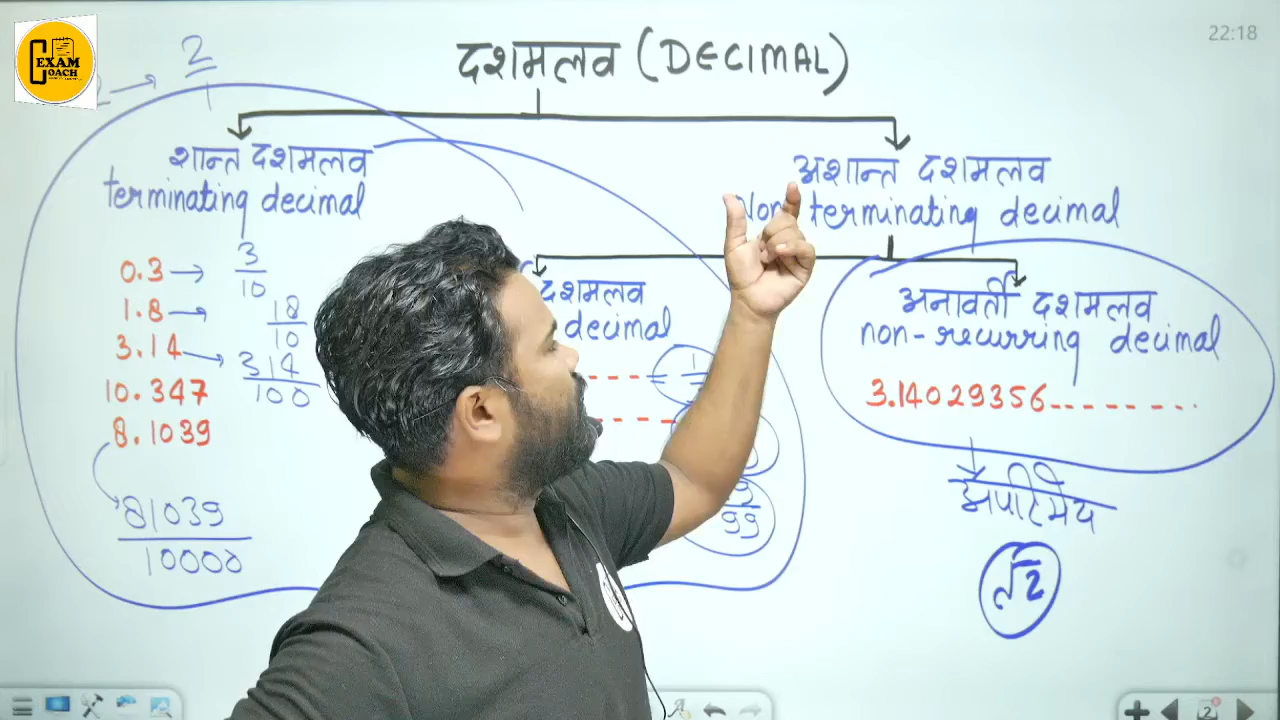 EXAM
COACH
22:18
2
दशमलव (DECIMAL)
शान्त दशमलव
terminating decimal
0.3 → 3/10
1.8 → 18/10
3.14 → 314/100
10.347
8.1039
81039/10000
अशान्त दशमलव
Non terminating decimal
दशमलव
decimal
अनावर्ती दशमलव
non-recurring decimal
3.14029356--------
अपरिमेय
√2
99
2